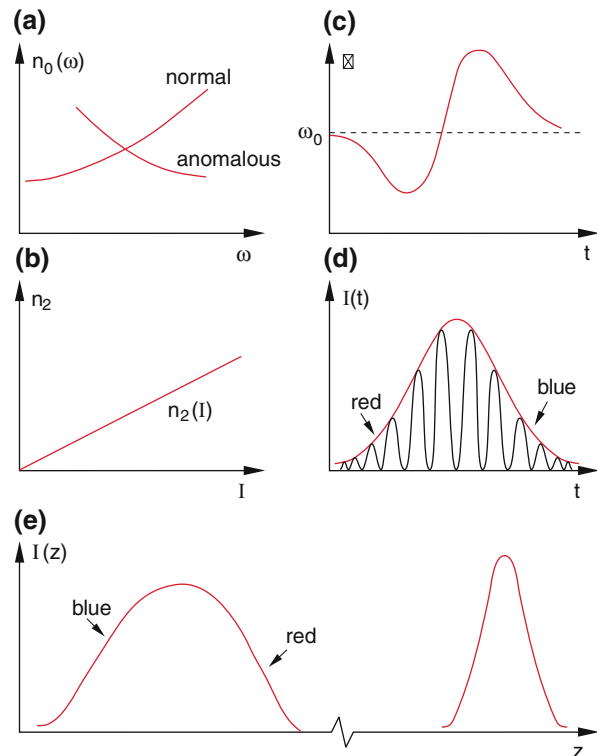 (a)
n₀(ω)
normal
anomalous
ω
(c)
ω₀
t
(b)
n₂
n₂(I)
I
(d)
I(t)
red
blue
t
(e)
I(z)
blue
red
z